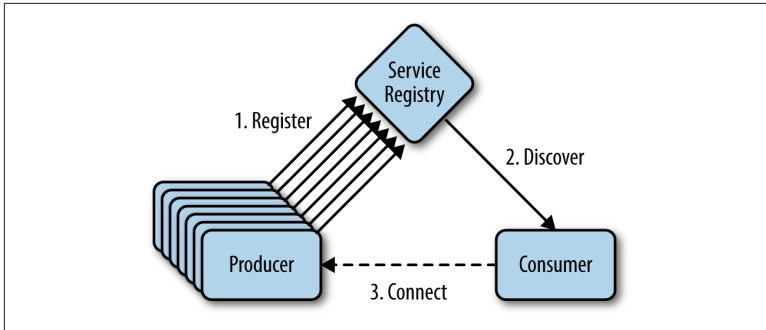 Service
Registry
1. Register
2. Discover
Producer
Consumer
3. Connect